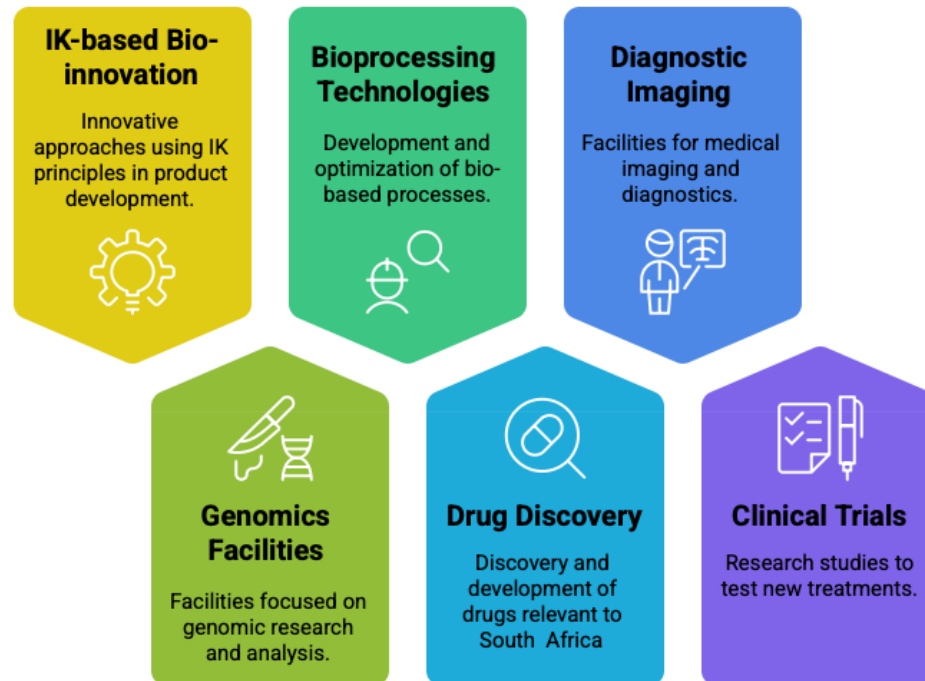 IK-based Bio-
innovation
Innovative
approaches using IK
principles in product
development.
Bioprocessing
Technologies
Development and
optimization of bio-
based processes.
Diagnostic
Imaging
Facilities for medical
imaging and
diagnostics.
Genomics
Facilities
Facilities focused on
genomic research
and analysis.
Drug Discovery
Discovery and
development of
drugs relevant to
South Africa
Clinical Trials
Research studies to
test new treatments.